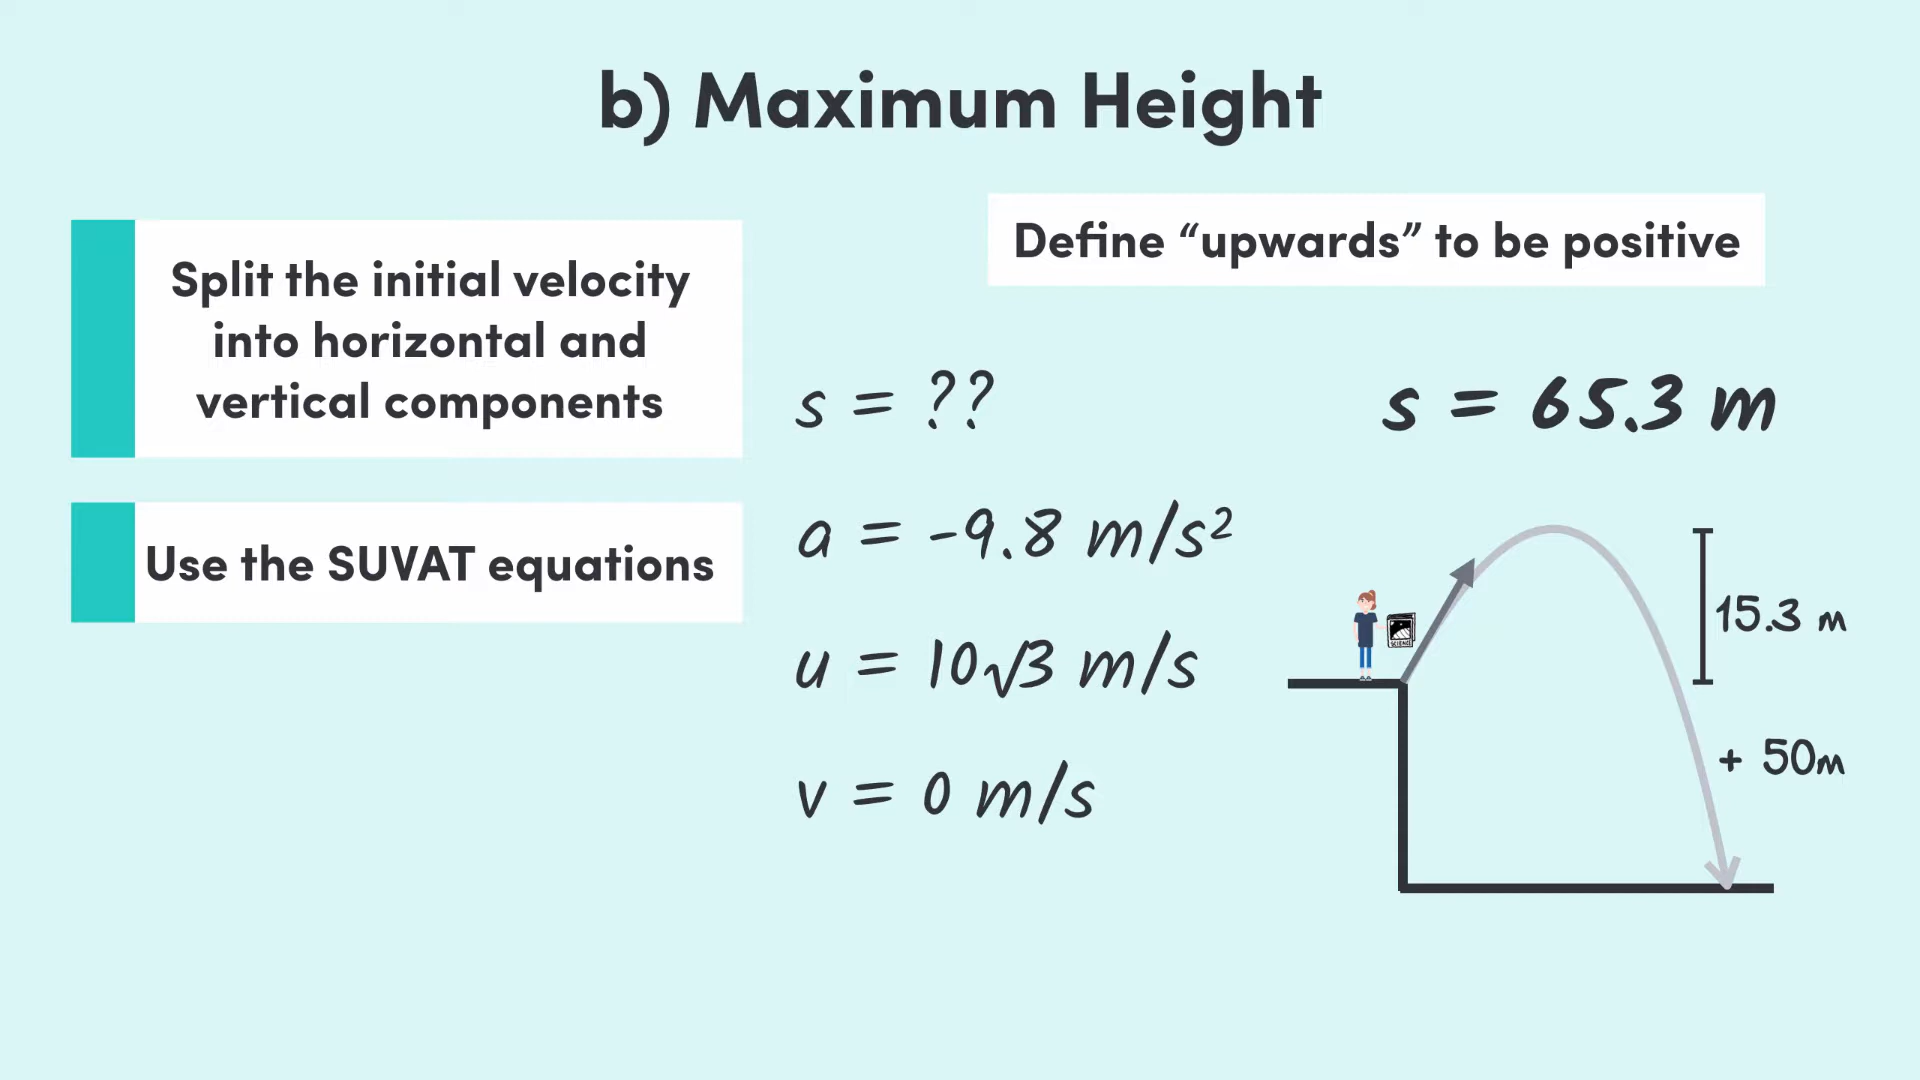 b) Maximum Height
Split the initial velocity
into horizontal and
vertical components
Use the SUVAT equations
Define “upwards” to be positive
s = ??
a = -9.8 m/s²
u = 10√3 m/s
v = 0 m/s
s = 65.3 m
SCIENCE
15.3 m
+ 50m